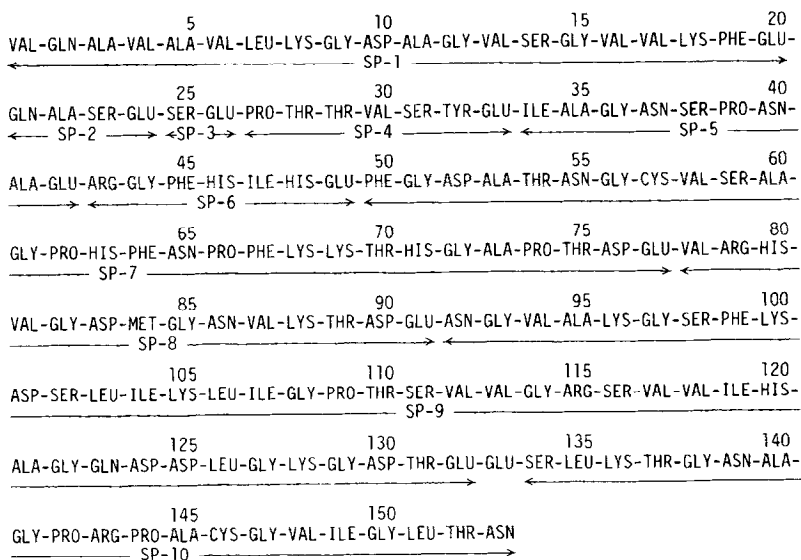 5 10 15 20
VAL-GLN-ALA-VAL-ALA-VAL-LEU-LYS-GLY-ASP-ALA-GLY-VAL-SER-GLY-VAL-VAL-LYS-PHE-GLU-
SP-1
25 30 35 40
GLN-ALA-SER-GLU-SER-GLU-PRO-THR-THR-VAL-SER-TYR-GLU-ILE-ALA-GLY-ASN-SER-PRO-ASN-
SP-2 SP-3 SP-4 SP-5
45 50 55 60
ALA-GLU-ARG-GLY-PHE-HIS-ILE-HIS-GLU-PHE-GLY-ASP-ALA-THR-ASN-GLY-CYS-VAL-SER-ALA-
SP-6
65 70 75 80
GLY-PRO-HIS-PHE-ASN-PRO-PHE-LYS-LYS-THR-HIS-GLY-ALA-PRO-THR-ASP-GLU-VAL-ARG-HIS-
SP-7
85 90 95 100
VAL-GLY-ASP-MET-GLY-ASN-VAL-LYS-THR-ASP-GLU-ASN-GLY-VAL-ALA-LYS-GLY-SER-PHE-LYS-
SP-8
105 110 115 120
ASP-SER-LEU-ILE-LYS-LEU-ILE-GLY-PRO-THR-SER-VAL-VAL-GLY-ARG-SER-VAL-VAL-ILE-HIS-
SP-9
125 130 135 140
ALA-GLY-GLN-ASP-ASP-LEU-GLY-LYS-GLY-ASP-THR-GLU-GLU-SER-LEU-LYS-THR-GLY-ASN-ALA-
145 150
GLY-PRO-ARG-PRO-ALA-CYS-GLY-VAL-ILE-GLY-LEU-THR-ASN
SP-10